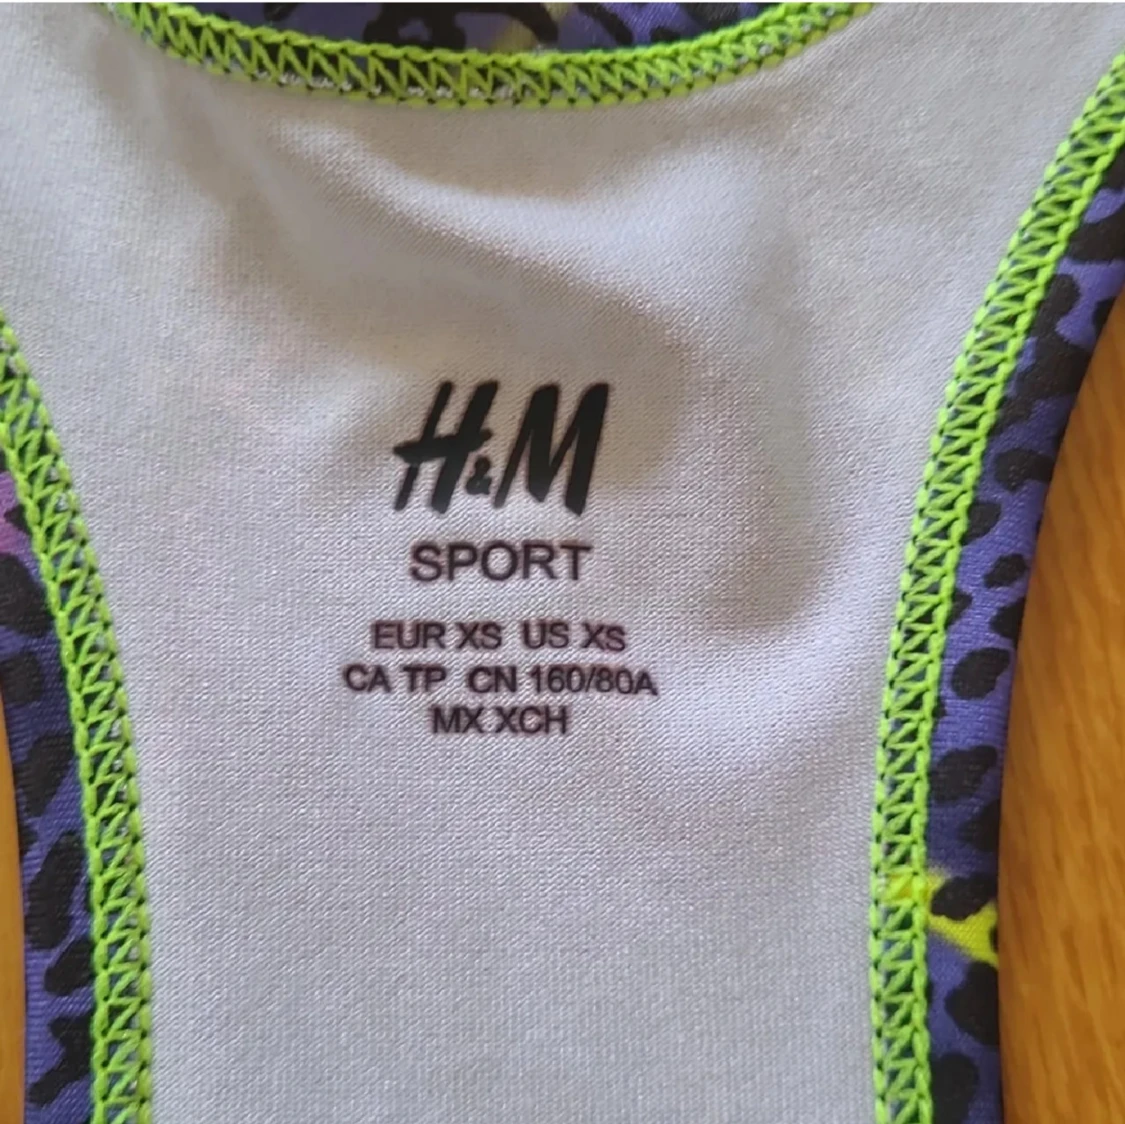 H&M
SPORT
EUR XS US XS
CA TP CN 160/80A
MX XCH